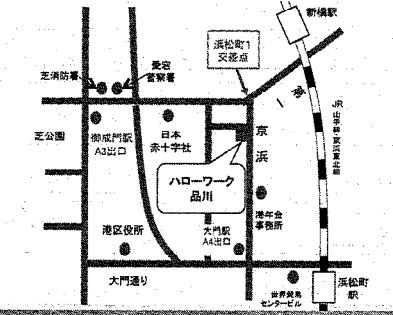 新橋駅
浜松町1
交差点
芝消防署
愛宕
警察署
芝公園
御成門駅
A3出口
日本
赤十字社
京浜
第一
JR 山手線・京浜東北線
ハローワーク
品川
港年金
事務所
港区役所
大門駅
A4出口
大門通り
世界貿易
センタービル
浜松町
駅